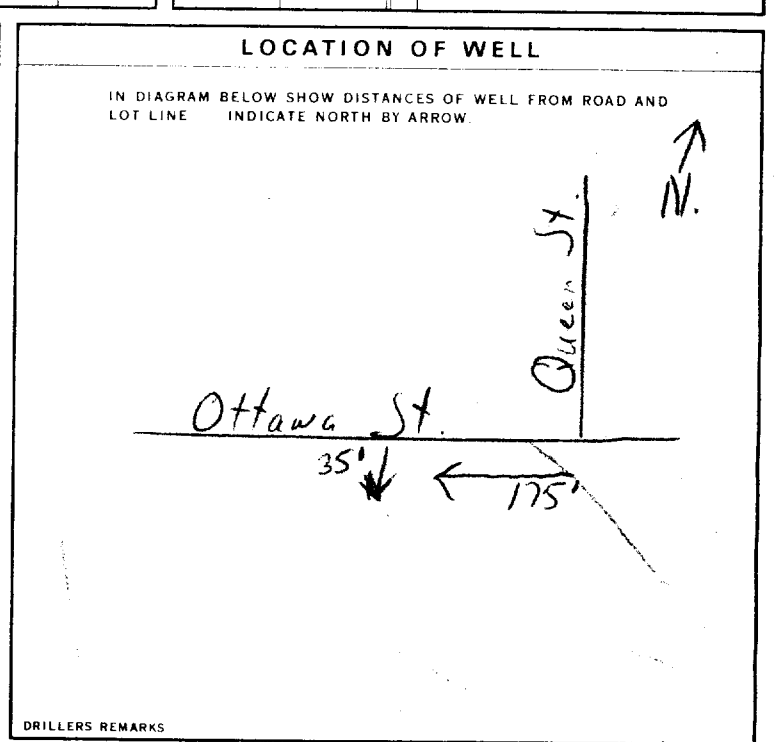 LOCATION OF WELL
IN DIAGRAM BELOW SHOW DISTANCES OF WELL FROM ROAD AND
LOT LINE INDICATE NORTH BY ARROW.
N.
Queen St.
Ottawa St.
35'
175'
DRILLERS REMARKS